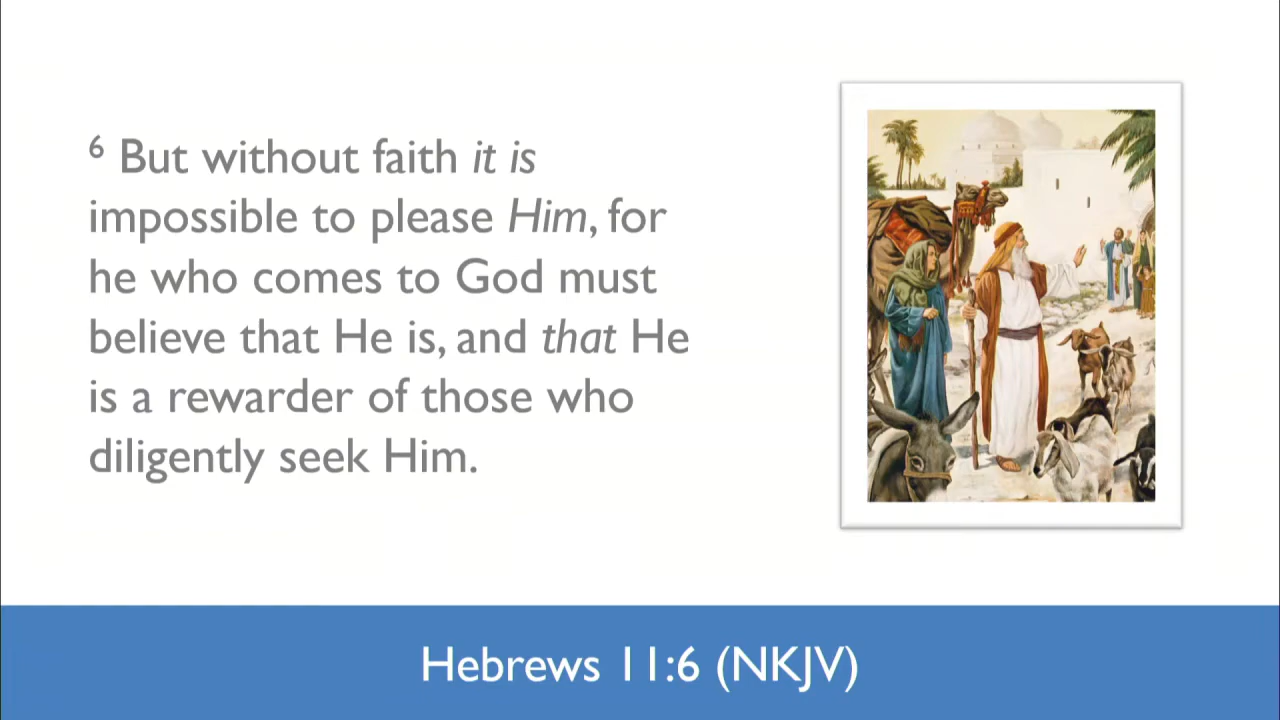 6 But without faith it is
impossible to please Him, for
he who comes to God must
believe that He is, and that He
is a rewarder of those who
diligently seek Him.
Hebrews 11:6 (NKJV)